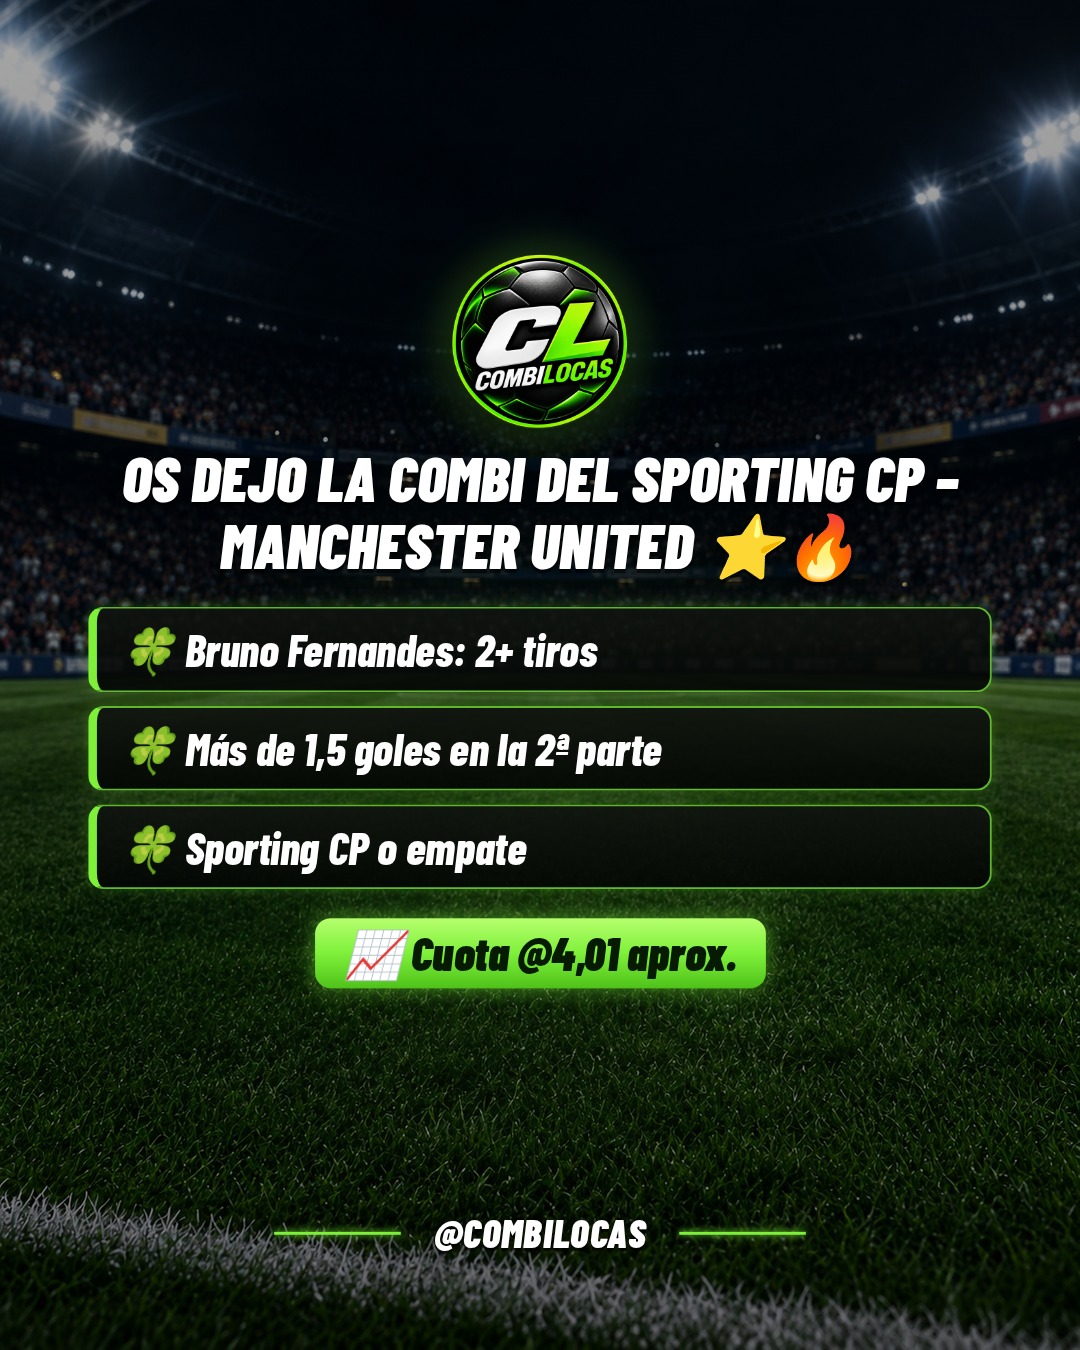 CL
COMBILOCAS
OS DEJO LA COMBI DEL SPORTING CP -
MANCHESTER UNITED ⭐🔥
🍀 Bruno Fernandes: 2+ tiros
🍀 Más de 1,5 goles en la 2ª parte
🍀 Sporting CP o empate
📈 Cuota @4,01 aprox.
@COMBILOCAS